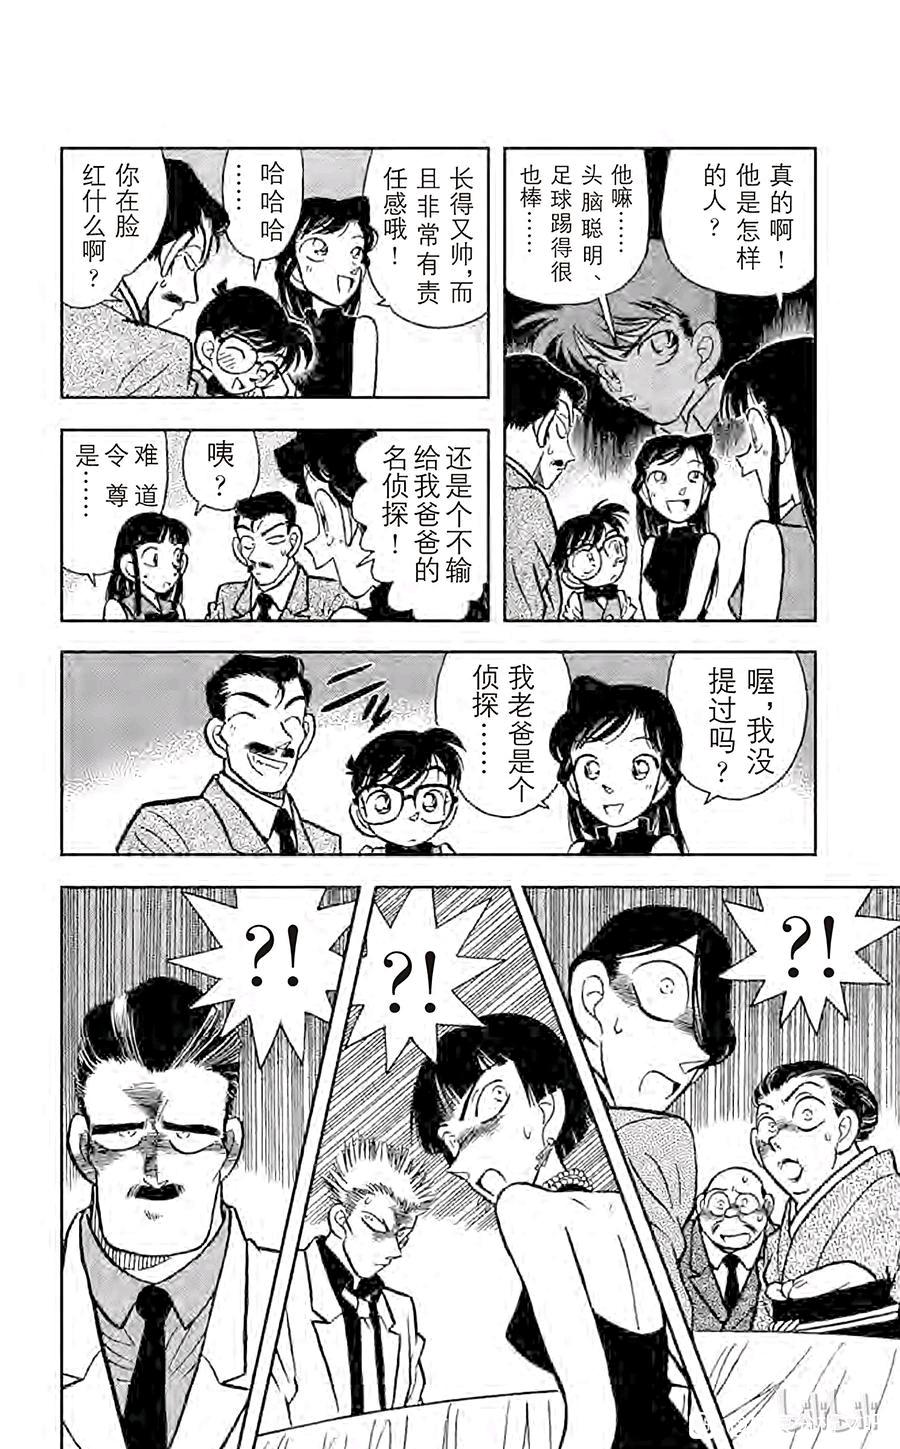 真的啊！
他是怎样
的人？
他嘛……
头脑聪明、
足球踢得很
也棒……
长得又帅，而
且非常有责
任感哦！
哈哈哈
……
你在脸
红什么啊？
还是个不输
给我爸爸的
名侦探！
咦？
难道
令尊
是……
喔，我没
提过吗？
我老爸是个
侦探……
?!
?!
?!